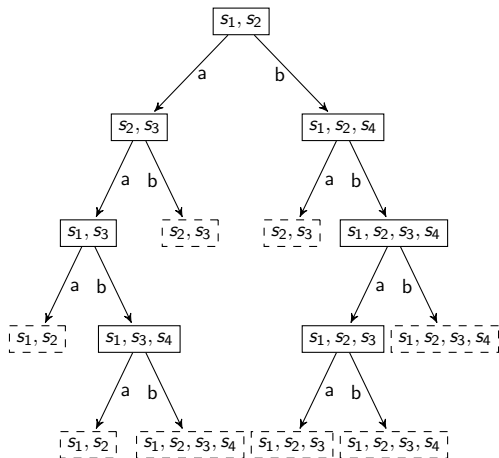 s₁, s₂
a b
s₂, s₃ s₁, s₂, s₄
a b a b
s₁, s₃ s₂, s₃ s₂, s₃ s₁, s₂, s₃, s₄
a b a b
s₁, s₂ s₁, s₃, s₄ s₁, s₂, s₃ s₁, s₂, s₃, s₄
a b a b
s₁, s₂ s₁, s₂, s₃, s₄ s₁, s₂, s₃ s₁, s₂, s₃, s₄